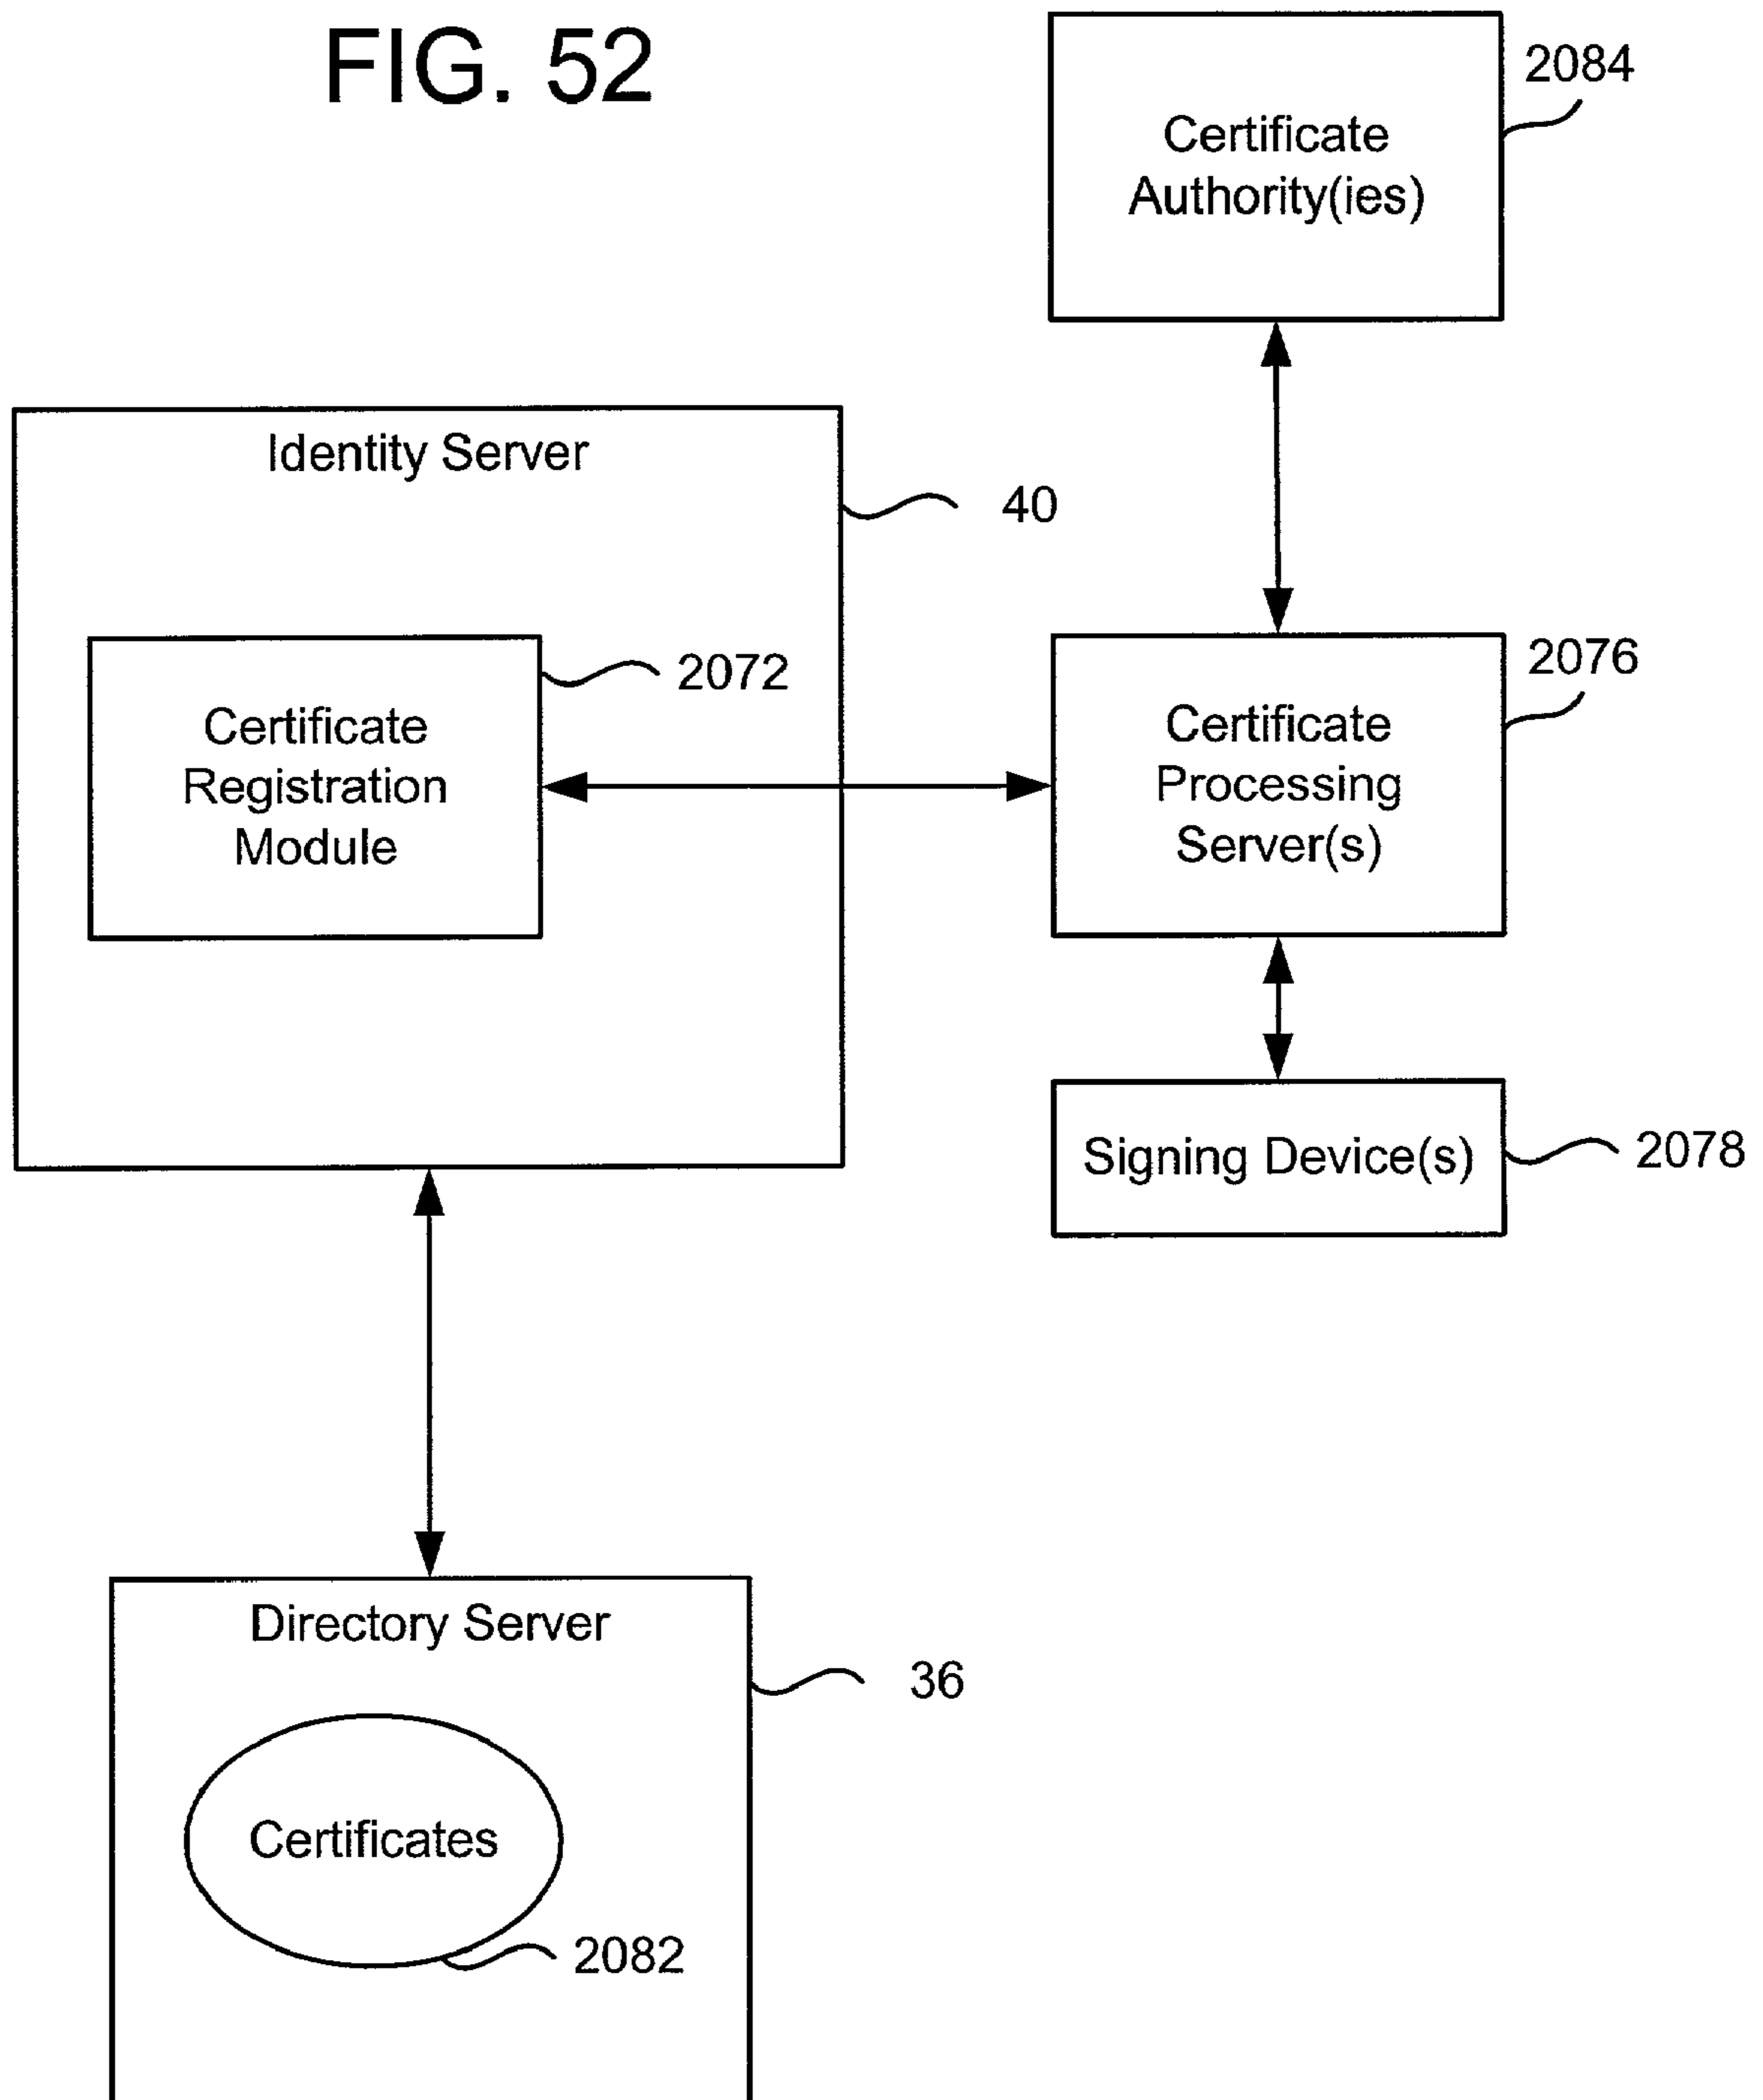 FIG. 52
Certificate
Authority(ies)
2084
Identity Server
40
Certificate
Registration
Module
2072
Certificate
Processing
Server(s)
2076
Signing Device(s)
2078
Directory Server
36
Certificates
2082